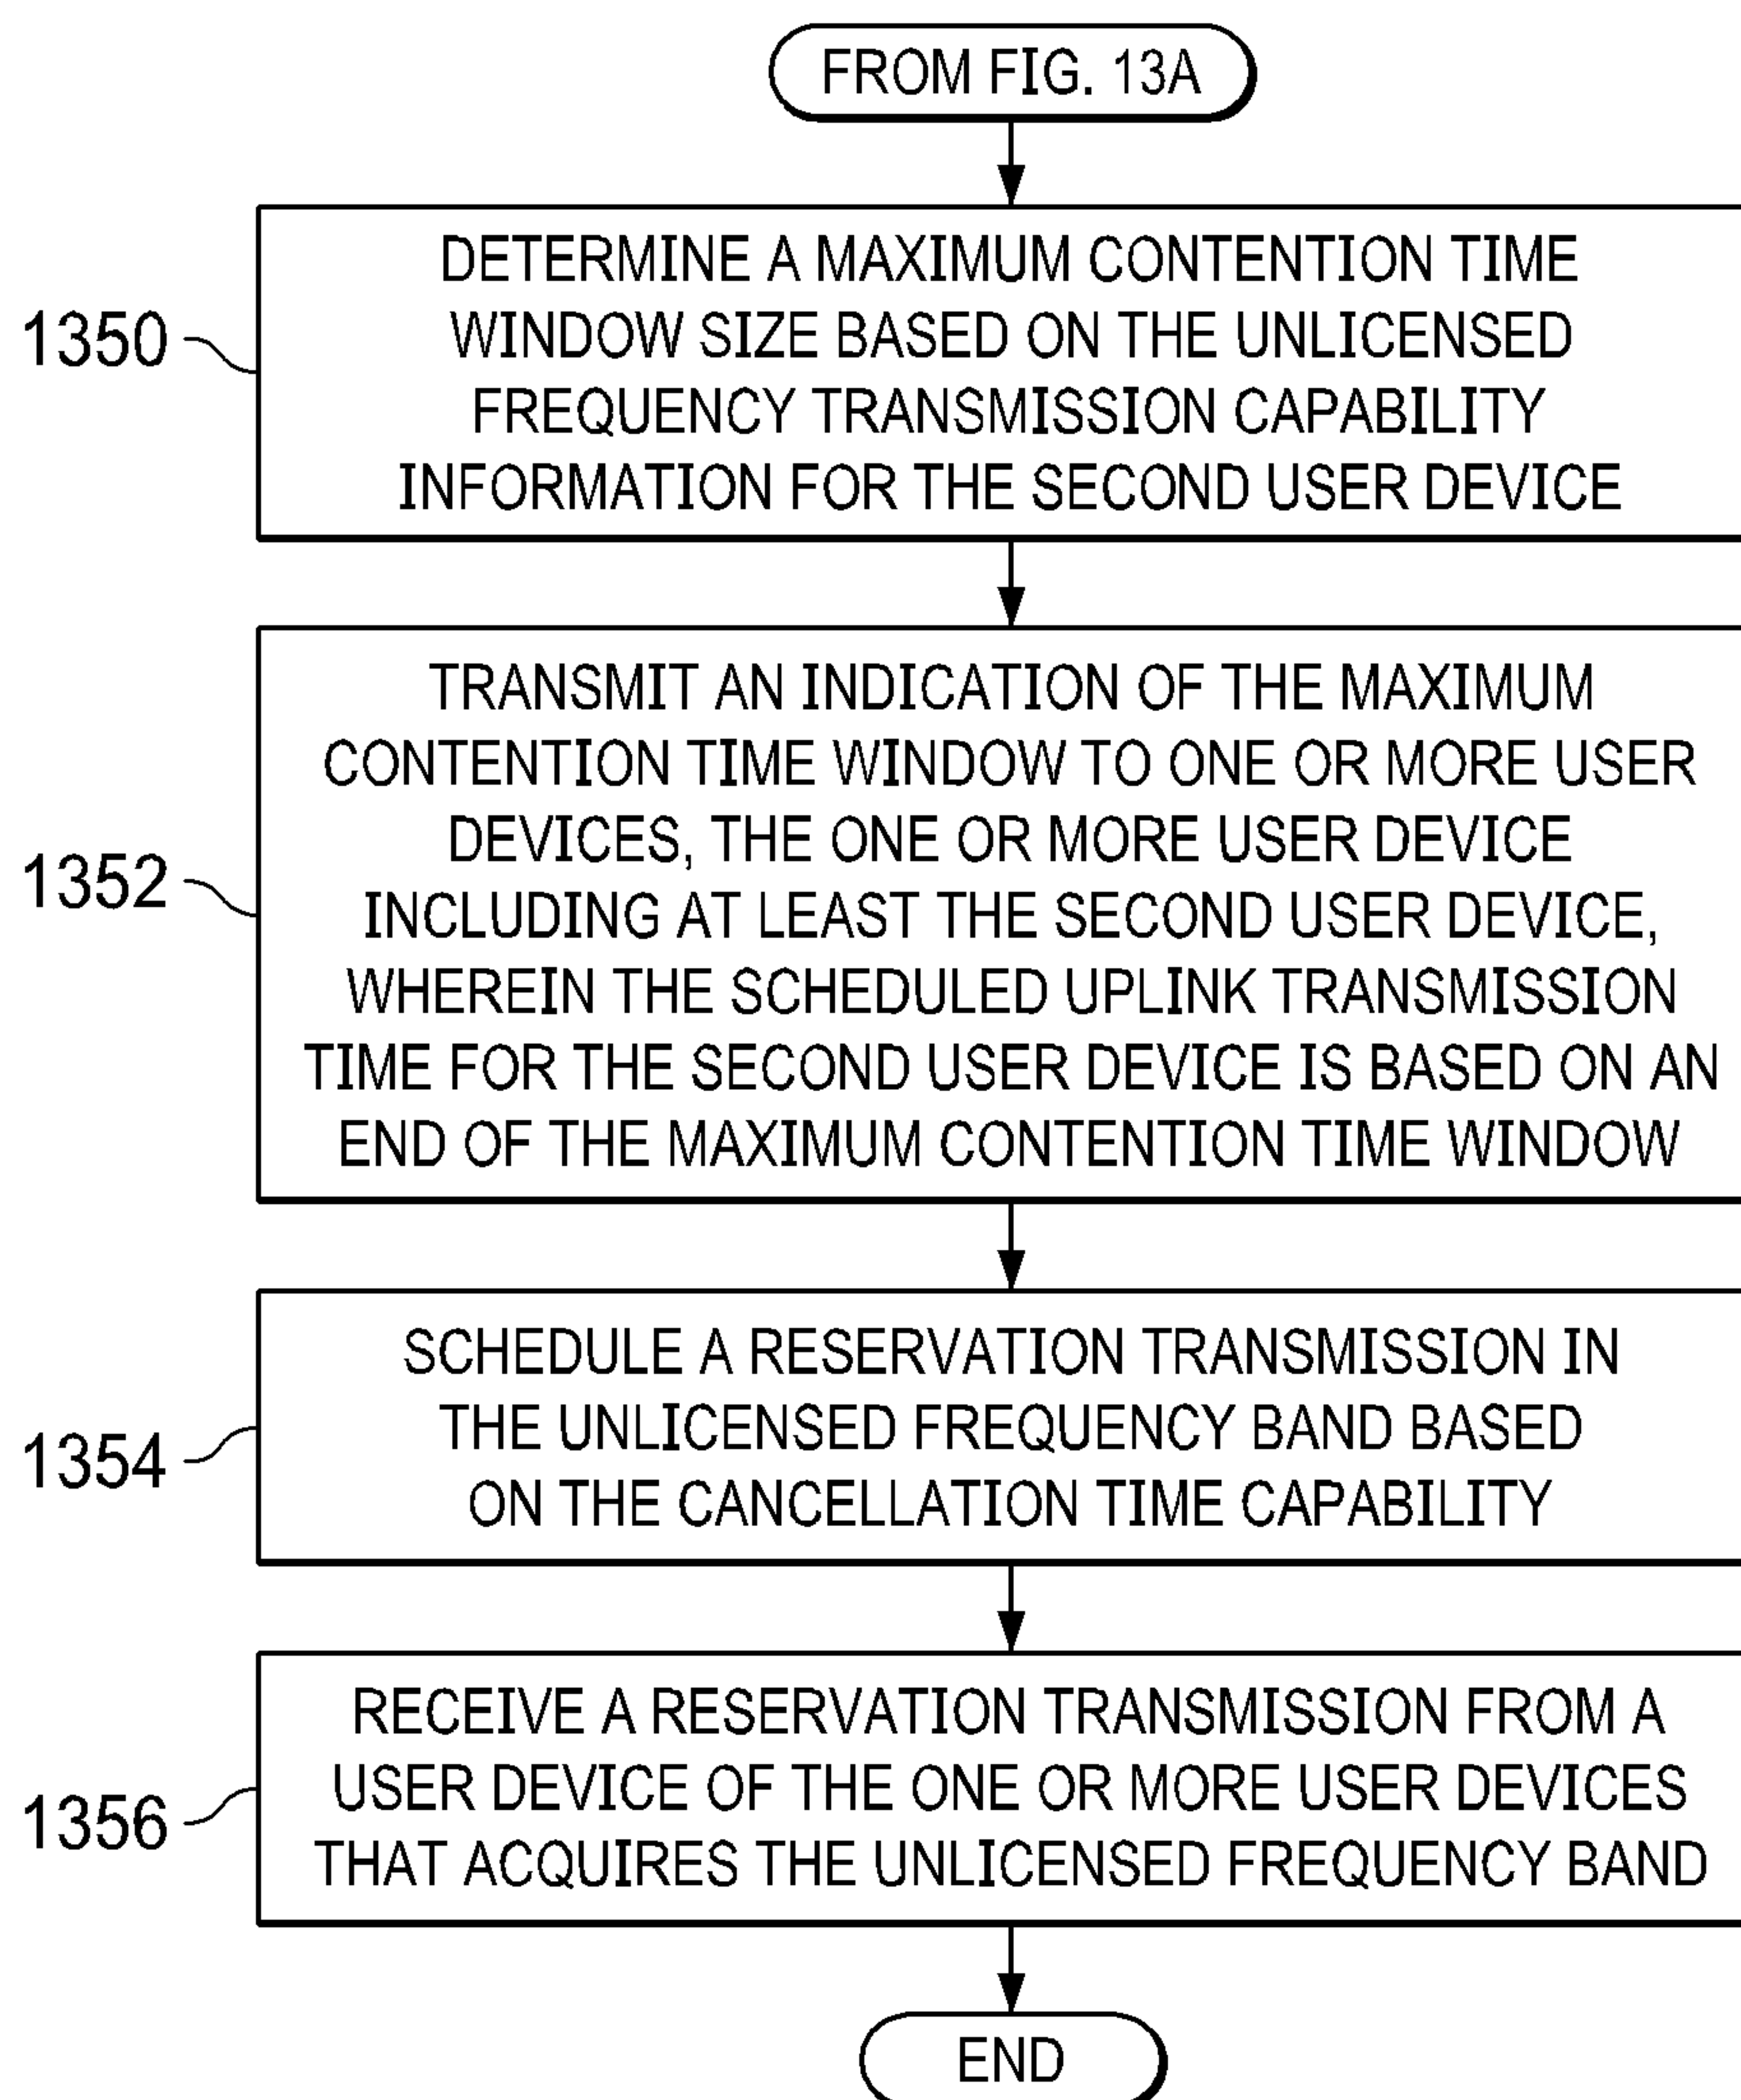 FROM FIG. 13A
1350
DETERMINE A MAXIMUM CONTENTION TIME
WINDOW SIZE BASED ON THE UNLICENSED
FREQUENCY TRANSMISSION CAPABILITY
INFORMATION FOR THE SECOND USER DEVICE
1352
TRANSMIT AN INDICATION OF THE MAXIMUM
CONTENTION TIME WINDOW TO ONE OR MORE USER
DEVICES, THE ONE OR MORE USER DEVICE
INCLUDING AT LEAST THE SECOND USER DEVICE,
WHEREIN THE SCHEDULED UPLINK TRANSMISSION
TIME FOR THE SECOND USER DEVICE IS BASED ON AN
END OF THE MAXIMUM CONTENTION TIME WINDOW
1354
SCHEDULE A RESERVATION TRANSMISSION IN
THE UNLICENSED FREQUENCY BAND BASED
ON THE CANCELLATION TIME CAPABILITY
1356
RECEIVE A RESERVATION TRANSMISSION FROM A
USER DEVICE OF THE ONE OR MORE USER DEVICES
THAT ACQUIRES THE UNLICENSED FREQUENCY BAND
END